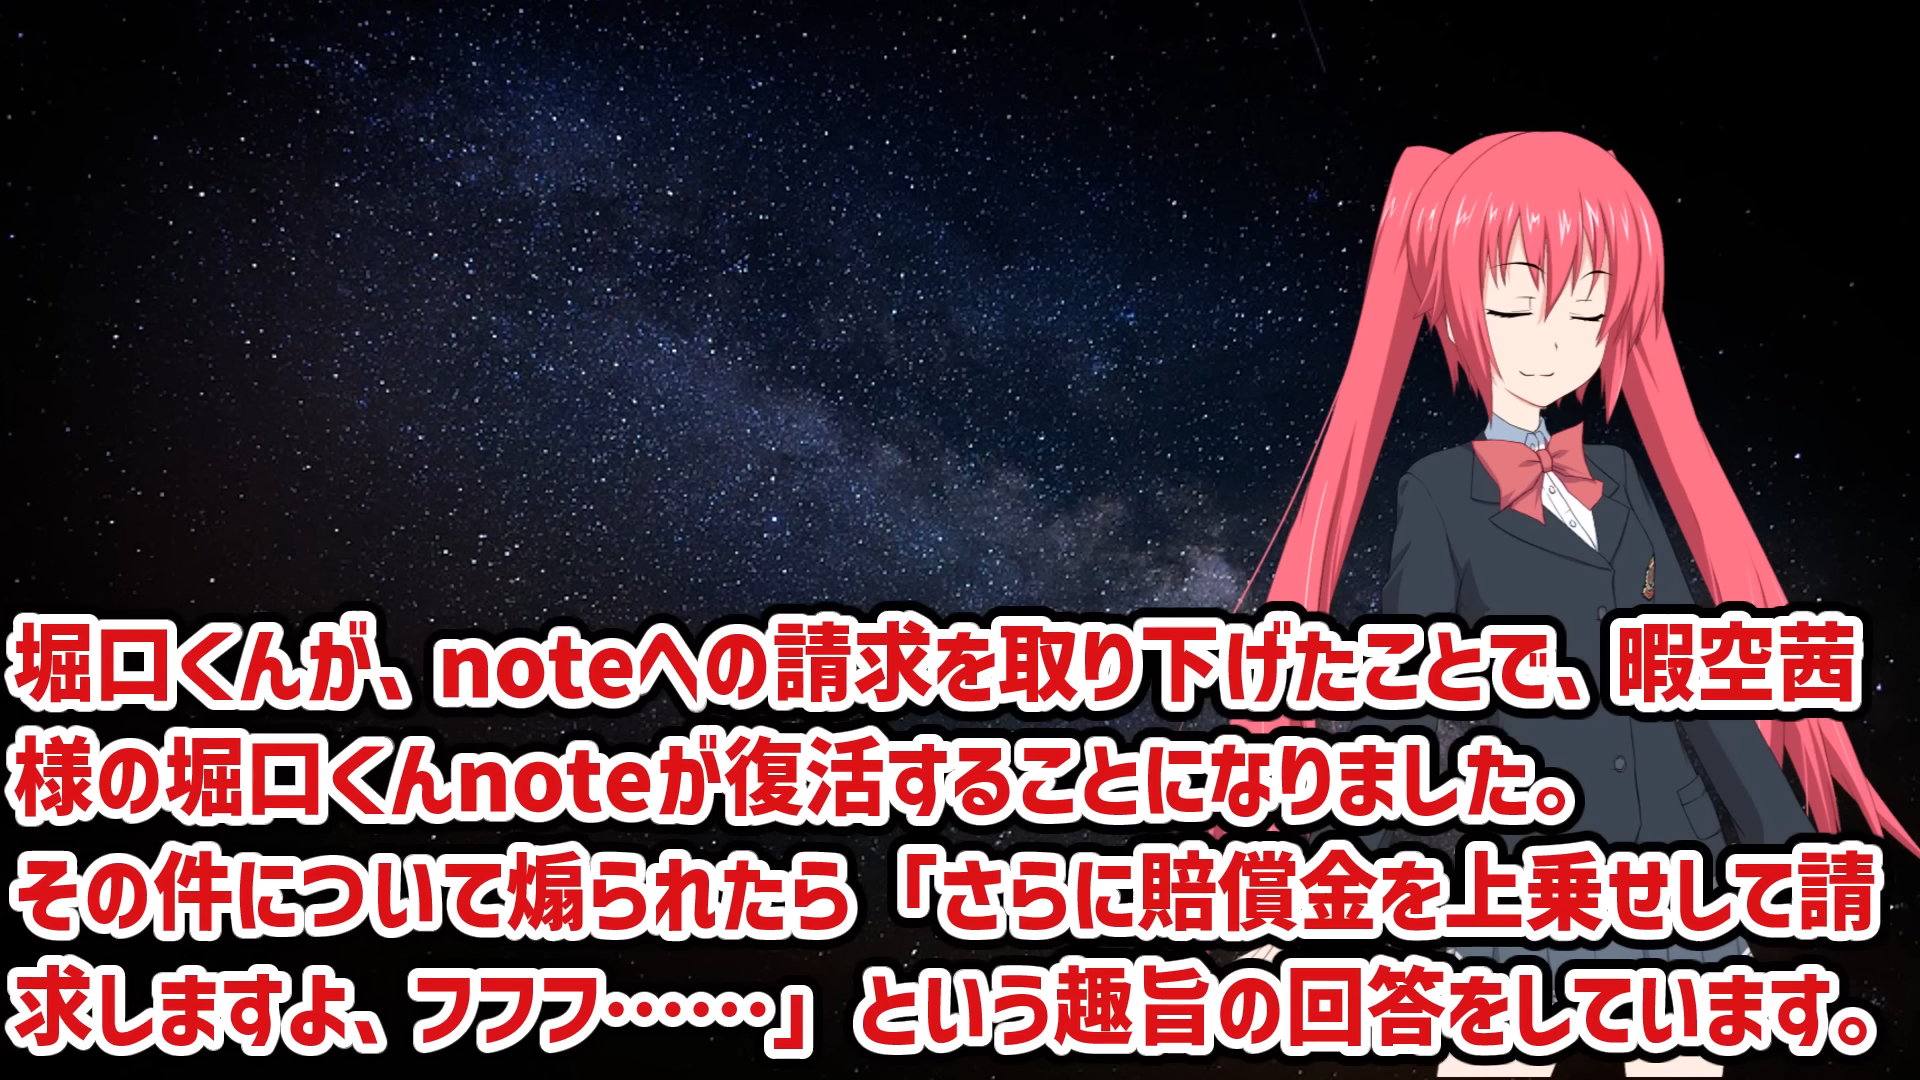 堀口くんが、noteへの請求を取り下げたことで、暇空茜
様の堀口くんnoteが復活することになりました。
その件について煽られたら「さらに賠償金を上乗せして請
求しますよ、フフフ……」という趣旨の回答をしています。